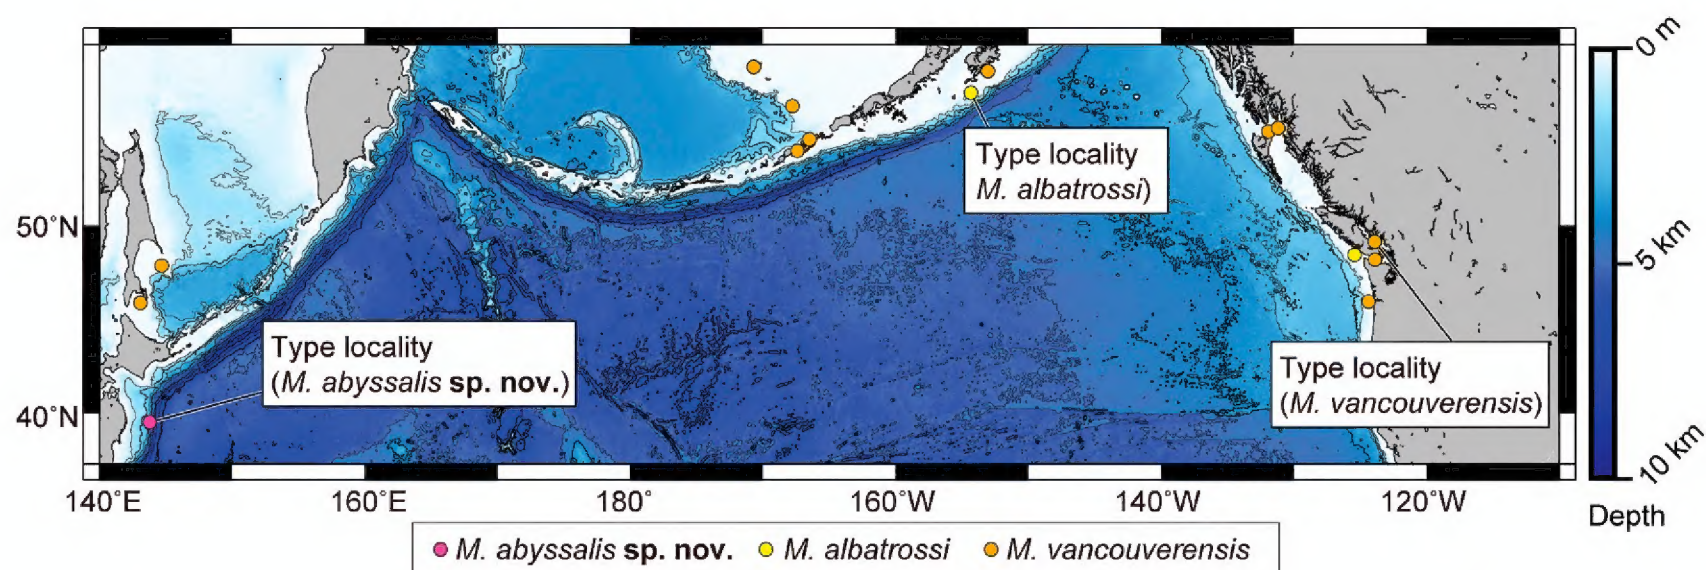 0 m
Type locality
M. albatrossi)
50°N
5 km
Type locality
(M. abyssalis sp. nov.)
Type locality
(M. vancouverensis)
40°N
10 km
140°E 160°E 180° 160°W 140°W 120°W
Depth
M. abyssalis sp. nov. M. albatrossi M. vancouverensis